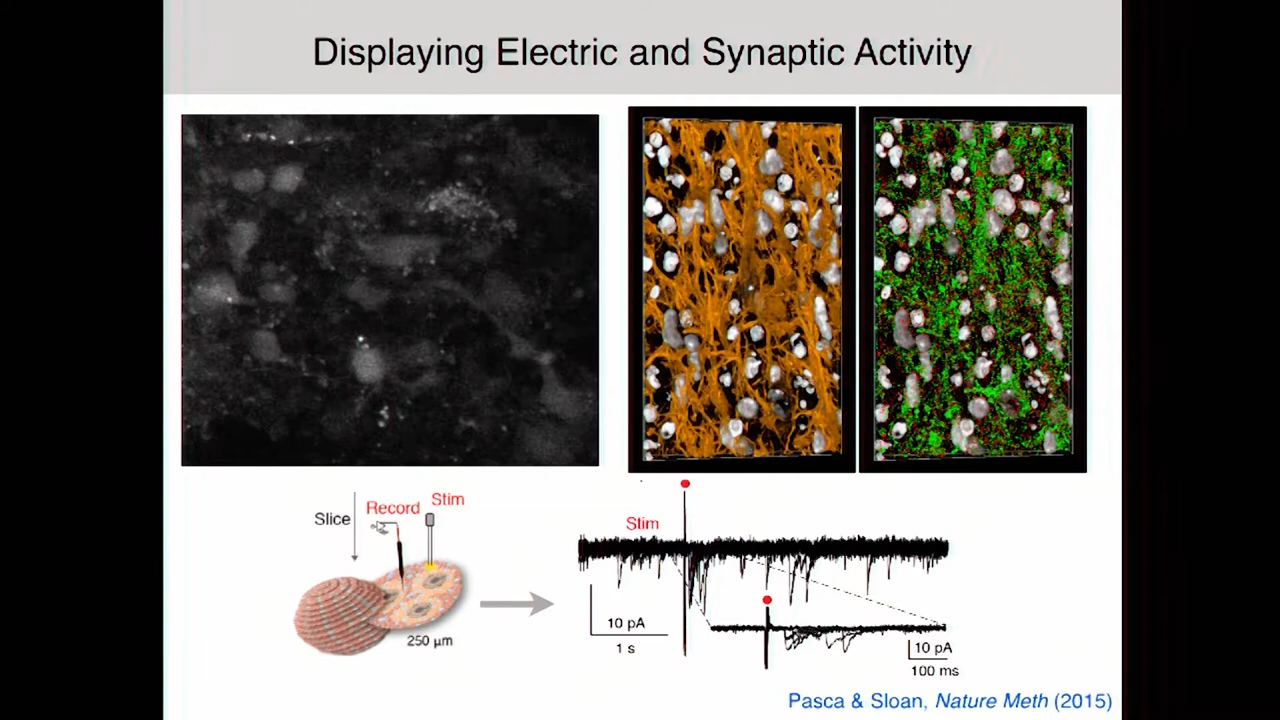 Displaying Electric and Synaptic Activity
Slice
Record
Stim
250 µm
Stim
10 pA
1 s
10 pA
100 ms
Pasca & Sloan, Nature Meth (2015)